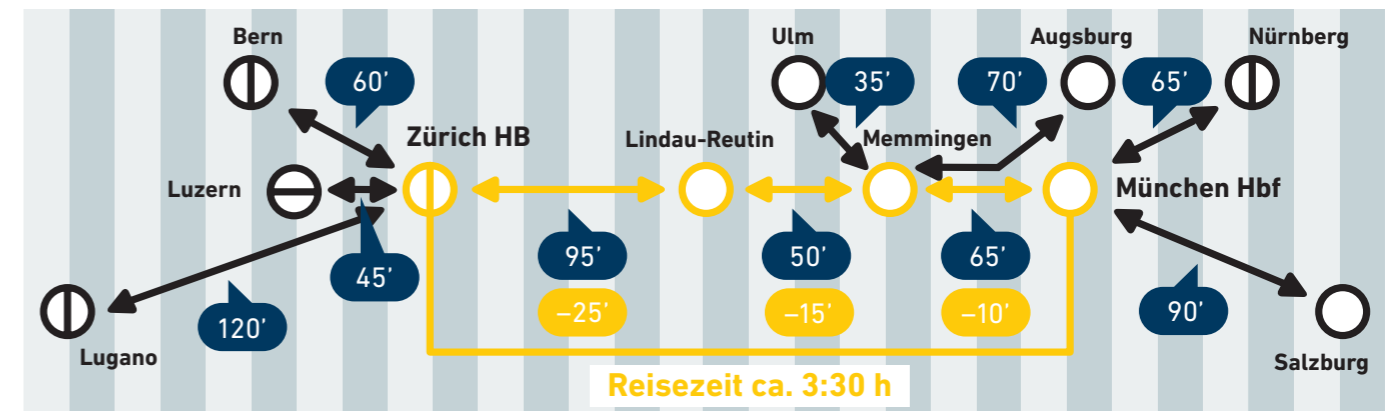 Bern
Ulm
Augsburg
Nürnberg
60’
35’
70’
65’
Zürich HB
Lindau-Reutin
Memmingen
Luzern
München Hbf
45’
95’
50’
65’
–25’
–15’
–10’
120’
90’
Lugano
Salzburg
Reisezeit ca. 3:30 h